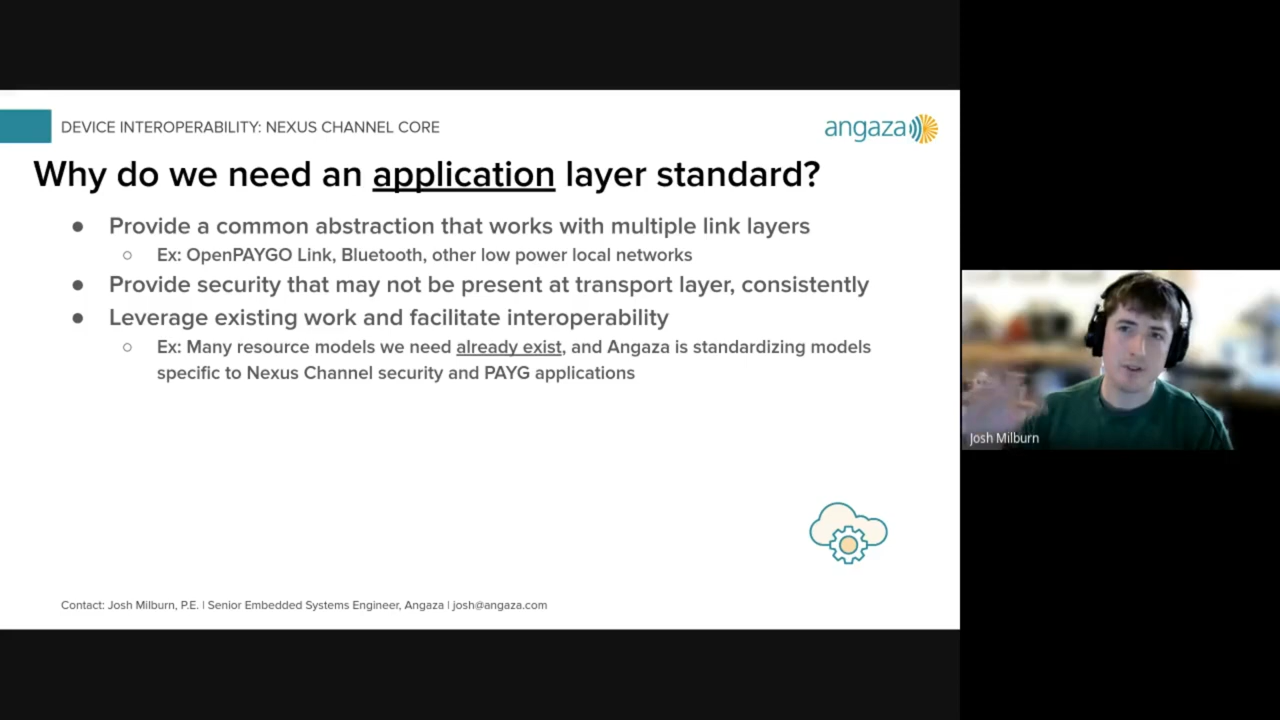 DEVICE INTEROPERABILITY: NEXUS CHANNEL CORE
angaza
Why do we need an application layer standard?
● Provide a common abstraction that works with multiple link layers
○ Ex: OpenPAYGO Link, Bluetooth, other low power local networks
● Provide security that may not be present at transport layer, consistently
● Leverage existing work and facilitate interoperability
○ Ex: Many resource models we need already exist, and Angaza is standardizing models
specific to Nexus Channel security and PAYG applications
Josh Milburn
Contact: Josh Milburn, P.E. | Senior Embedded Systems Engineer, Angaza | josh@angaza.com